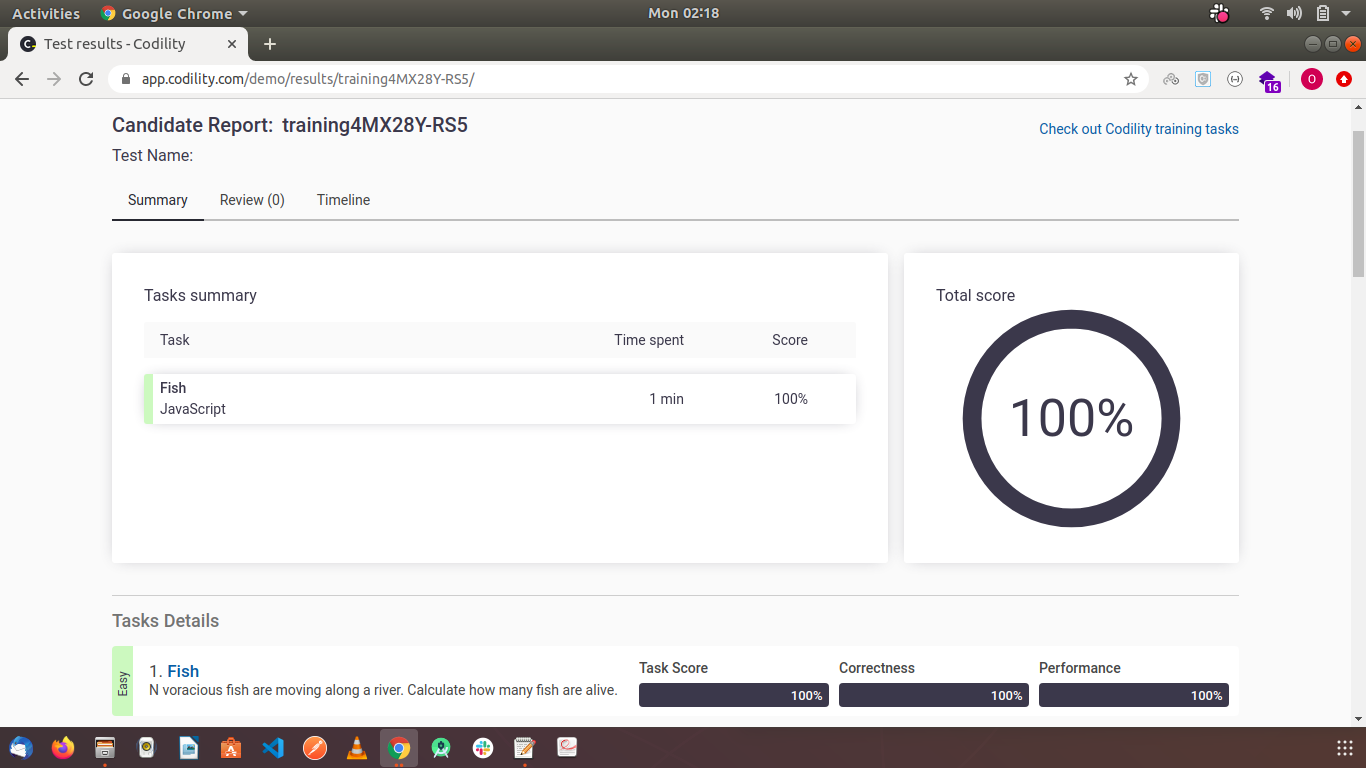 Activities Google Chrome Mon 02:18
Test results - Codility
app.codility.com/demo/results/training4MX28Y-RS5/
16
O
Candidate Report: training4MX28Y-RS5
Check out Codility training tasks
Test Name:
Summary Review (0) Timeline
Tasks summary
Task Time spent Score
Fish
JavaScript
1 min 100%
Total score
100%
Tasks Details
Easy
1. Fish
N voracious fish are moving along a river. Calculate how many fish are alive.
Task Score Correctness Performance
100% 100% 100%